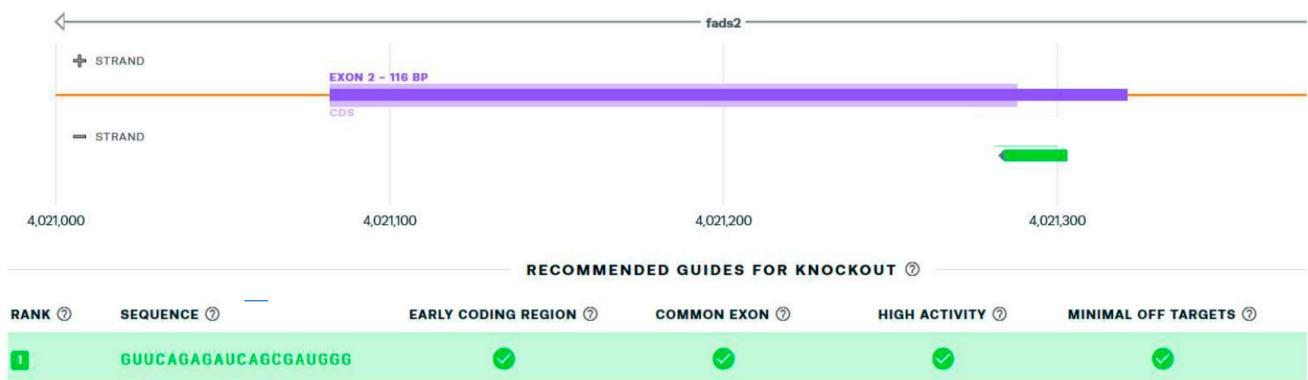 fads2
+ STRAND
EXON 2 – 116 BP
CDS
− STRAND
4,021,000 4,021,100 4,021,200 4,021,300
RECOMMENDED GUIDES FOR KNOCKOUT ?
RANK ? SEQUENCE ? EARLY CODING REGION ? COMMON EXON ? HIGH ACTIVITY ? MINIMAL OFF TARGETS ?
1 GUUCAGAGAUCAGCGAUGGG